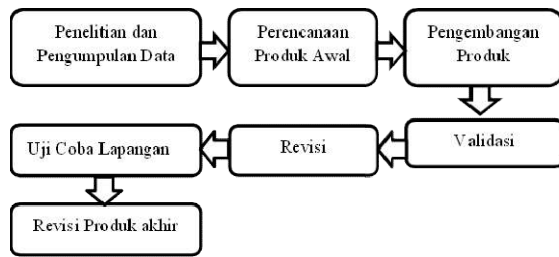 Penelitian dan
Pengumpulan Data
Perencanaan
Produk Awal
Pengembangan
Produk
Validasi
Revisi
Uji Coba Lapangan
Revisi Produk akhir